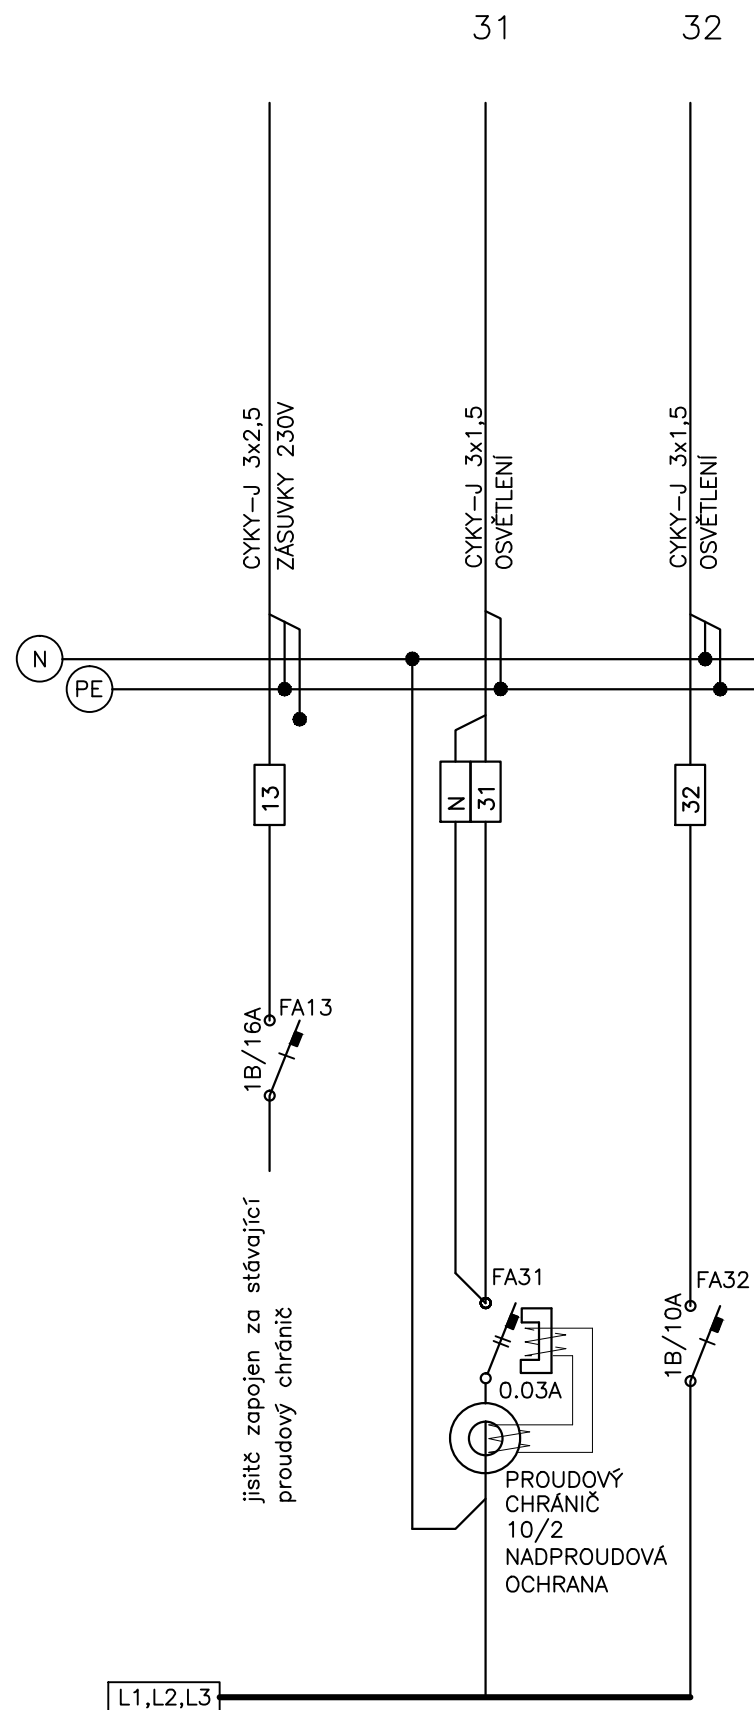 31
32
CYKY-J 3x2,5
ZÁSUVKY 230V
CYKY-J 3x1,5
OSVĚTLENÍ
CYKY-J 3x1,5
OSVĚTLENÍ
N
PE
13
N
31
32
FA13
1B/16A
jisitč zapojen za stávající
proudový chránič
FA31
0.03A
FA32
1B/10A
PROUDOVÝ
CHRÁNIČ
10/2
NADPROUDOVÁ
OCHRANA
L1,L2,L3